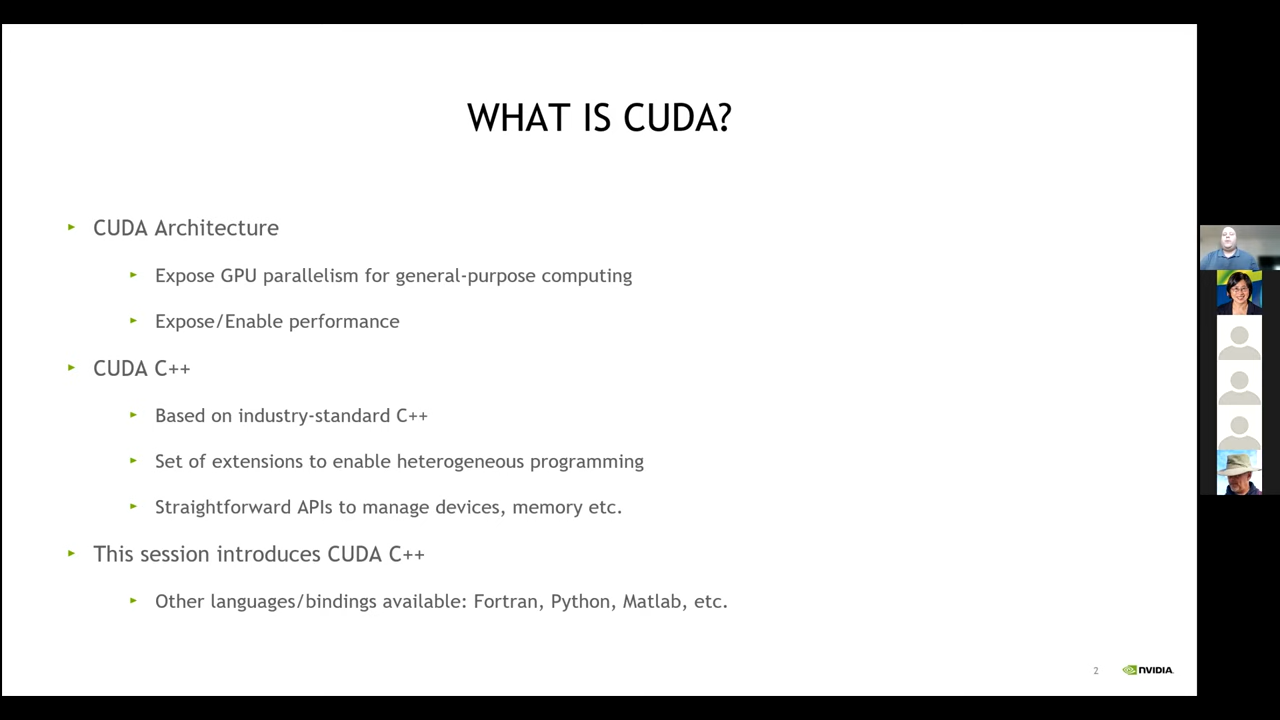 WHAT IS CUDA?
CUDA Architecture
Expose GPU parallelism for general-purpose computing
Expose/Enable performance
CUDA C++
Based on industry-standard C++
Set of extensions to enable heterogeneous programming
Straightforward APIs to manage devices, memory etc.
This session introduces CUDA C++
Other languages/bindings available: Fortran, Python, Matlab, etc.
2
NVIDIA.